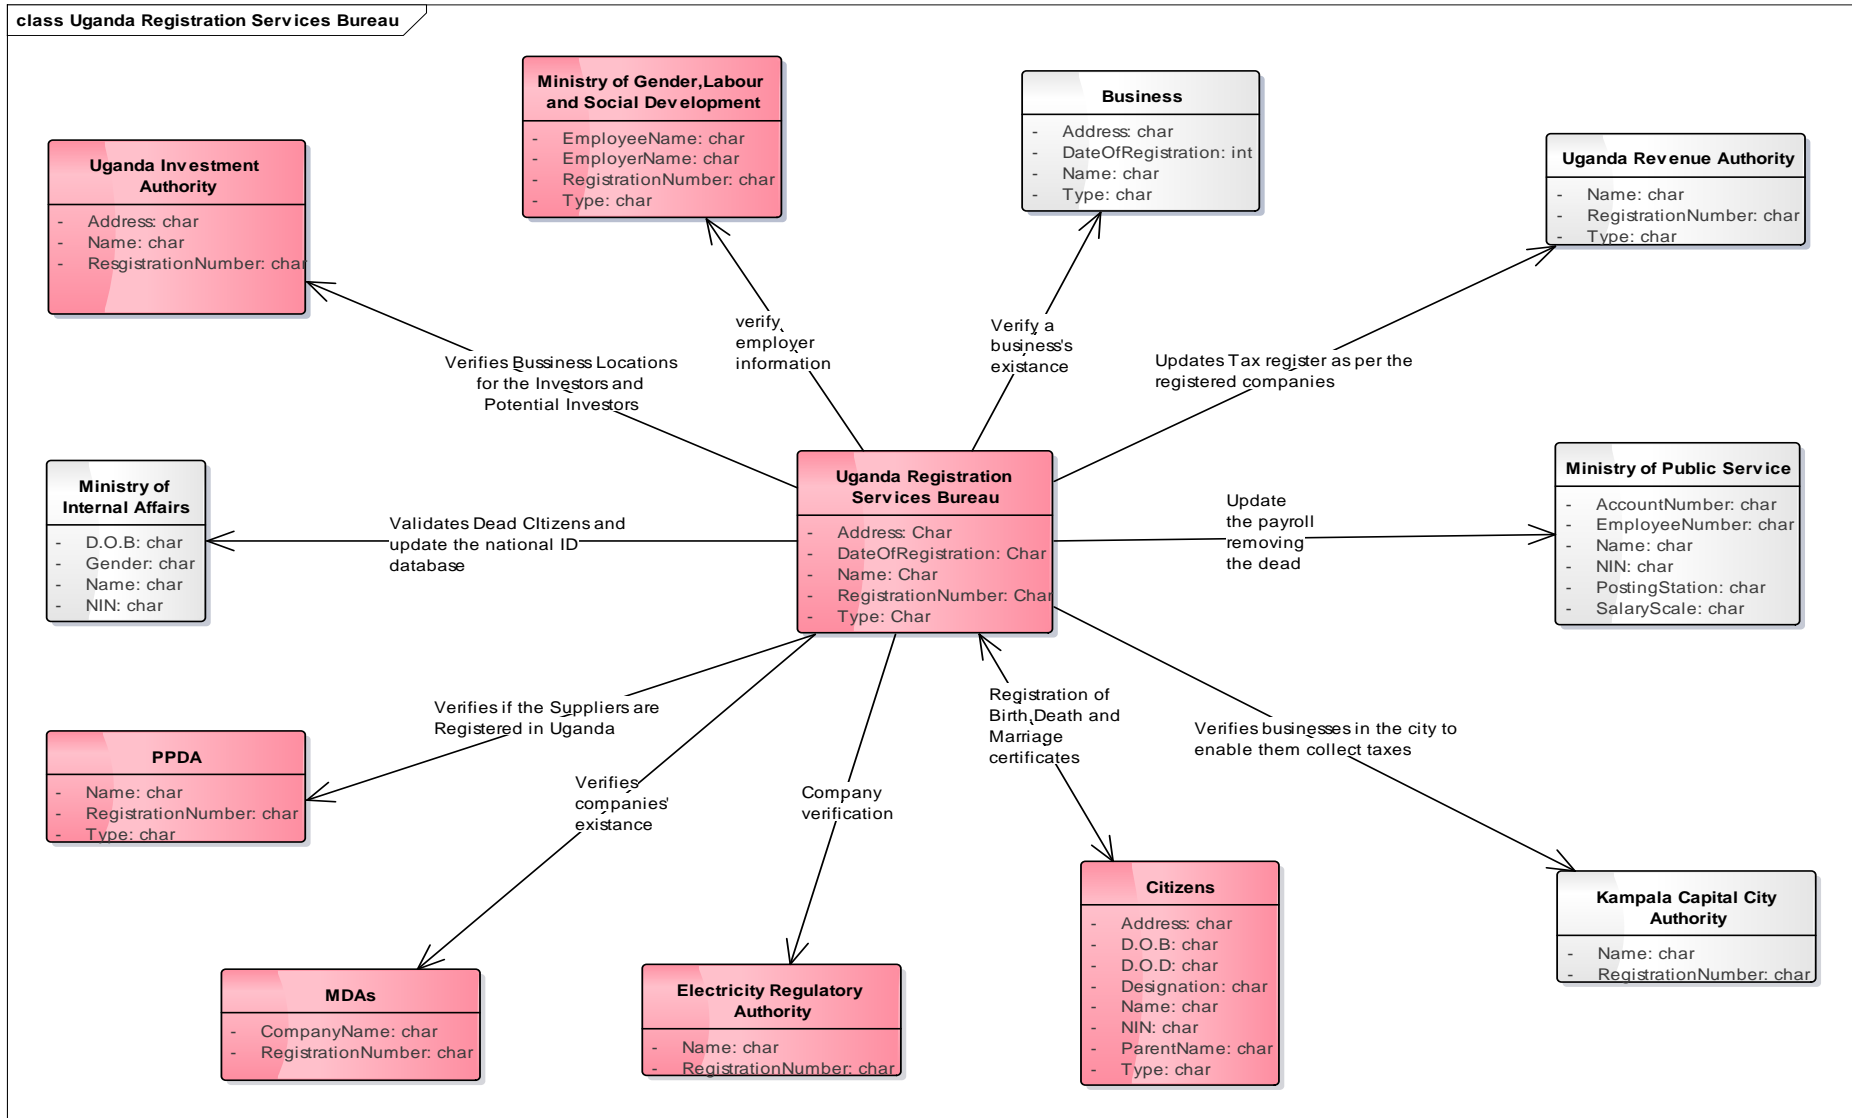 class Uganda Registration Services Bureau
Ministry of Gender,Labour
and Social Development
- EmployeeName: char
- EmployerName: char
- RegistrationNumber: char
- Type: char
Business
- Address: char
- DateOfRegistration: int
- Name: char
- Type: char
Uganda Investment
Authority
- Address: char
- Name: char
- ResgistrationNumber: char
Uganda Revenue Authority
- Name: char
- RegistrationNumber: char
- Type: char
verify
employer
information
Verify a
business's
existance
Verifies Bussiness Locations
for the Investors and
Potential Investors
Updates Tax register as per the
registered companies
Ministry of
Internal Affairs
- D.O.B: char
- Gender: char
- Name: char
- NIN: char
Validates Dead CItizens and
update the national ID
database
Uganda Registration
Services Bureau
- Address: Char
- DateOfRegistration: Char
- Name: Char
- RegistrationNumber: Char
- Type: Char
Update
the payroll
removing
the dead
Ministry of Public Service
- AccountNumber: char
- EmployeeNumber: char
- Name: char
- NIN: char
- PostingStation: char
- SalaryScale: char
Verifies if the Suppliers are
Registered in Uganda
Registration of
Birth,Death and
Marriage
certificates
Verifies businesses in the city to
enable them collect taxes
PPDA
- Name: char
- RegistrationNumber: char
- Type: char
Verifies
companies'
existance
Company
verification
MDAs
- CompanyName: char
- RegistrationNumber: char
Electricity Regulatory
Authority
- Name: char
- RegistrationNumber: char
Citizens
- Address: char
- D.O.B: char
- D.O.D: char
- Designation: char
- Name: char
- NIN: char
- ParentName: char
- Type: char
Kampala Capital City
Authority
- Name: char
- RegistrationNumber: char